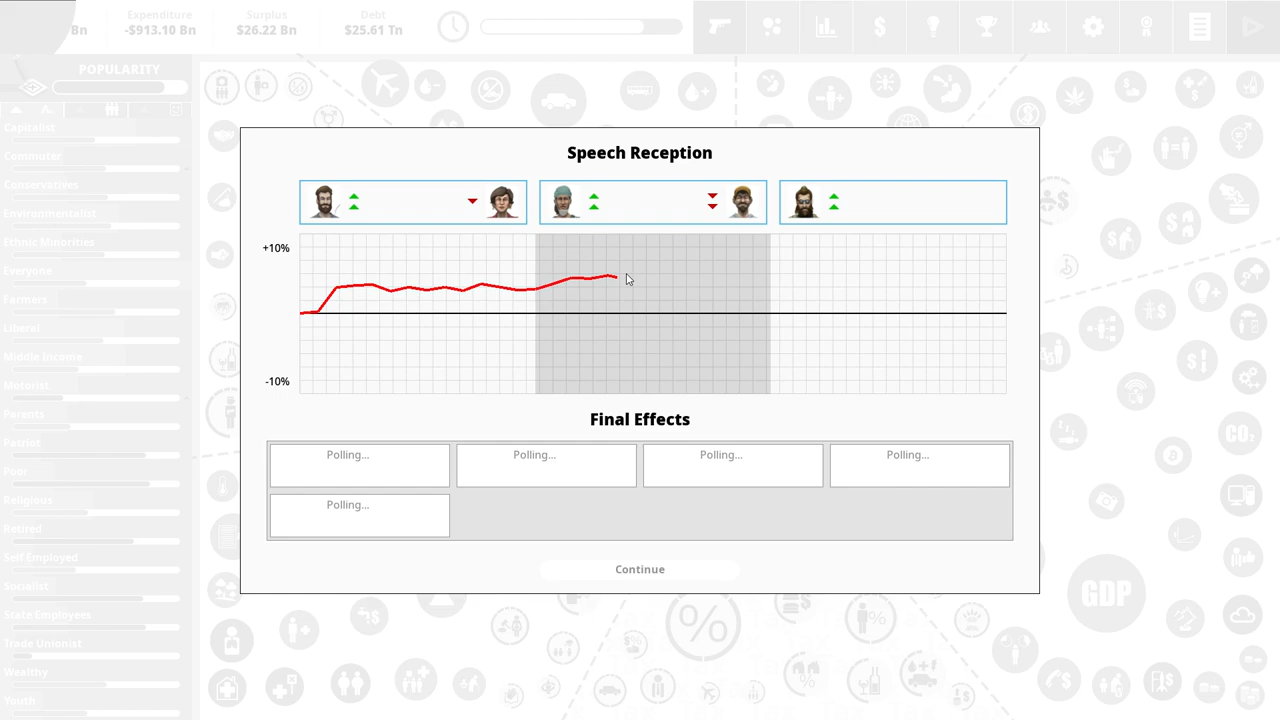 Expenditure
Surplus
Debt
Bn
-$913.10 Bn
$26.22 Bn
$25.61 Tn
POPULARITY
Capitalist
Commuter
Conservatives
Environmentalist
Ethnic Minorities
Everyone
Farmers
Liberal
Middle Income
Motorist
Parents
Patriot
Poor
Religious
Retired
Self Employed
Socialist
State Employees
Trade Unionist
Wealthy
Youth
Speech Reception
+10%
-10%
Final Effects
Polling...
Polling...
Polling...
Polling...
Polling...
Continue
CO₂
GDP